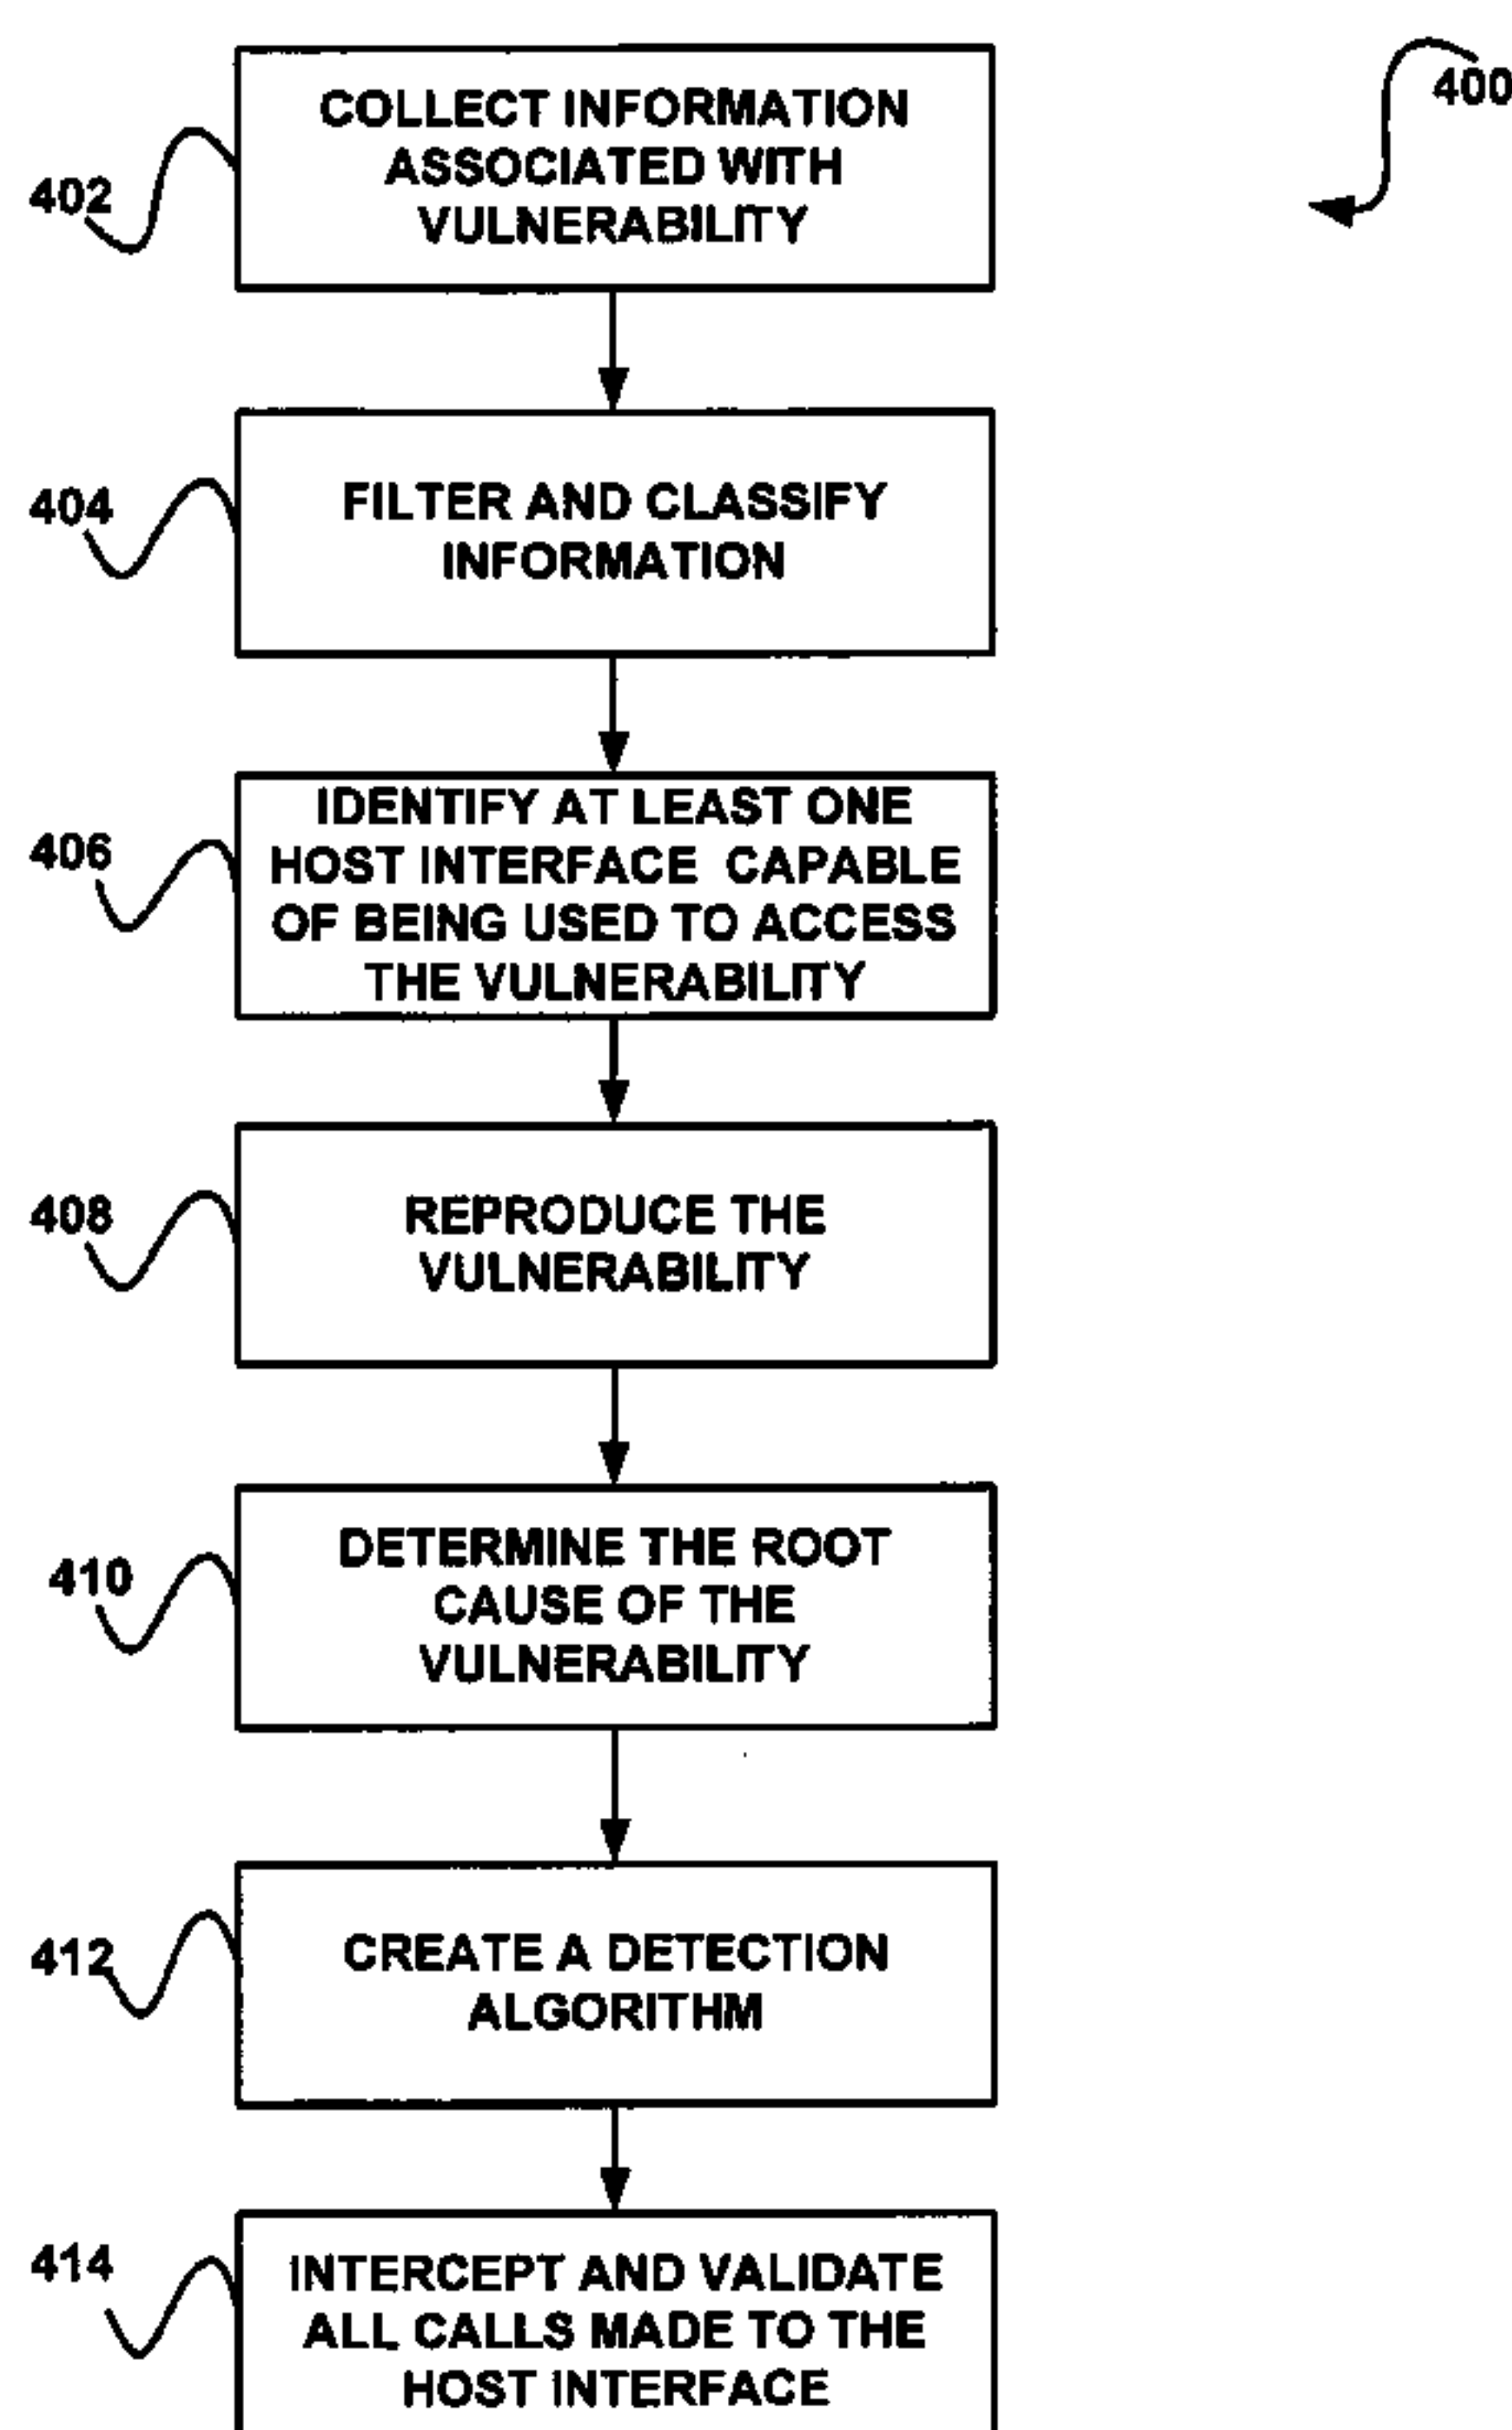 400
COLLECT INFORMATION
ASSOCIATED WITH
VULNERABILITY
402
FILTER AND CLASSIFY
INFORMATION
404
IDENTIFY AT LEAST ONE
HOST INTERFACE CAPABLE
OF BEING USED TO ACCESS
THE VULNERABILITY
406
REPRODUCE THE
VULNERABILITY
408
DETERMINE THE ROOT
CAUSE OF THE
VULNERABILITY
410
CREATE A DETECTION
ALGORITHM
412
INTERCEPT AND VALIDATE
ALL CALLS MADE TO THE
HOST INTERFACE
414